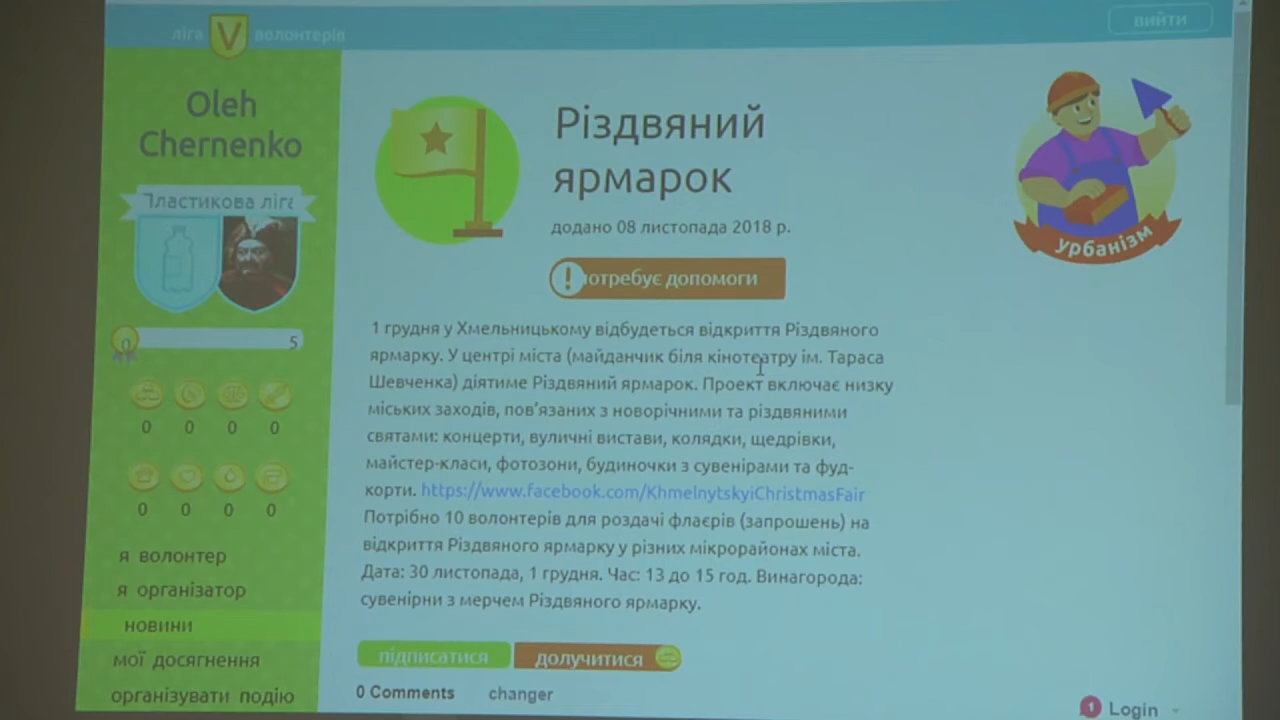 ліга V волонтерів
вийти
Oleh
Chernenko
Пластикова ліга
0 5
0 0 0 0
0 0 0 0
я волонтер
я організатор
новини
мої досягнення
організувати подію
Різдвяний
ярмарок
додано 08 листопада 2018 р.
! потребує допомоги
урбанізм
1 грудня у Хмельницькому відбудеться відкриття Різдвяного
ярмарку. У центрі міста (майданчик біля кінотеатру ім. Тараса
Шевченка) діятиме Різдвяний ярмарок. Проект включає низку
міських заходів, пов'язаних з новорічними та різдвяними
святами: концерти, вуличні вистави, колядки, щедрівки,
майстер-класи, фотозони, будиночки з сувенірами та фуд-
корти. https://www.facebook.com/KhmelnytskyiChristmasFair
Потрібно 10 волонтерів для роздачі флаєрів (запрошень) на
відкриття Різдвяного ярмарку у різних мікрорайонах міста.
Дата: 30 листопада, 1 грудня. Час: 13 до 15 год. Винагорода:
сувенірни з мерчем Різдвяного ярмарку.
підписатися долучитися
0 Comments changer
1 Login